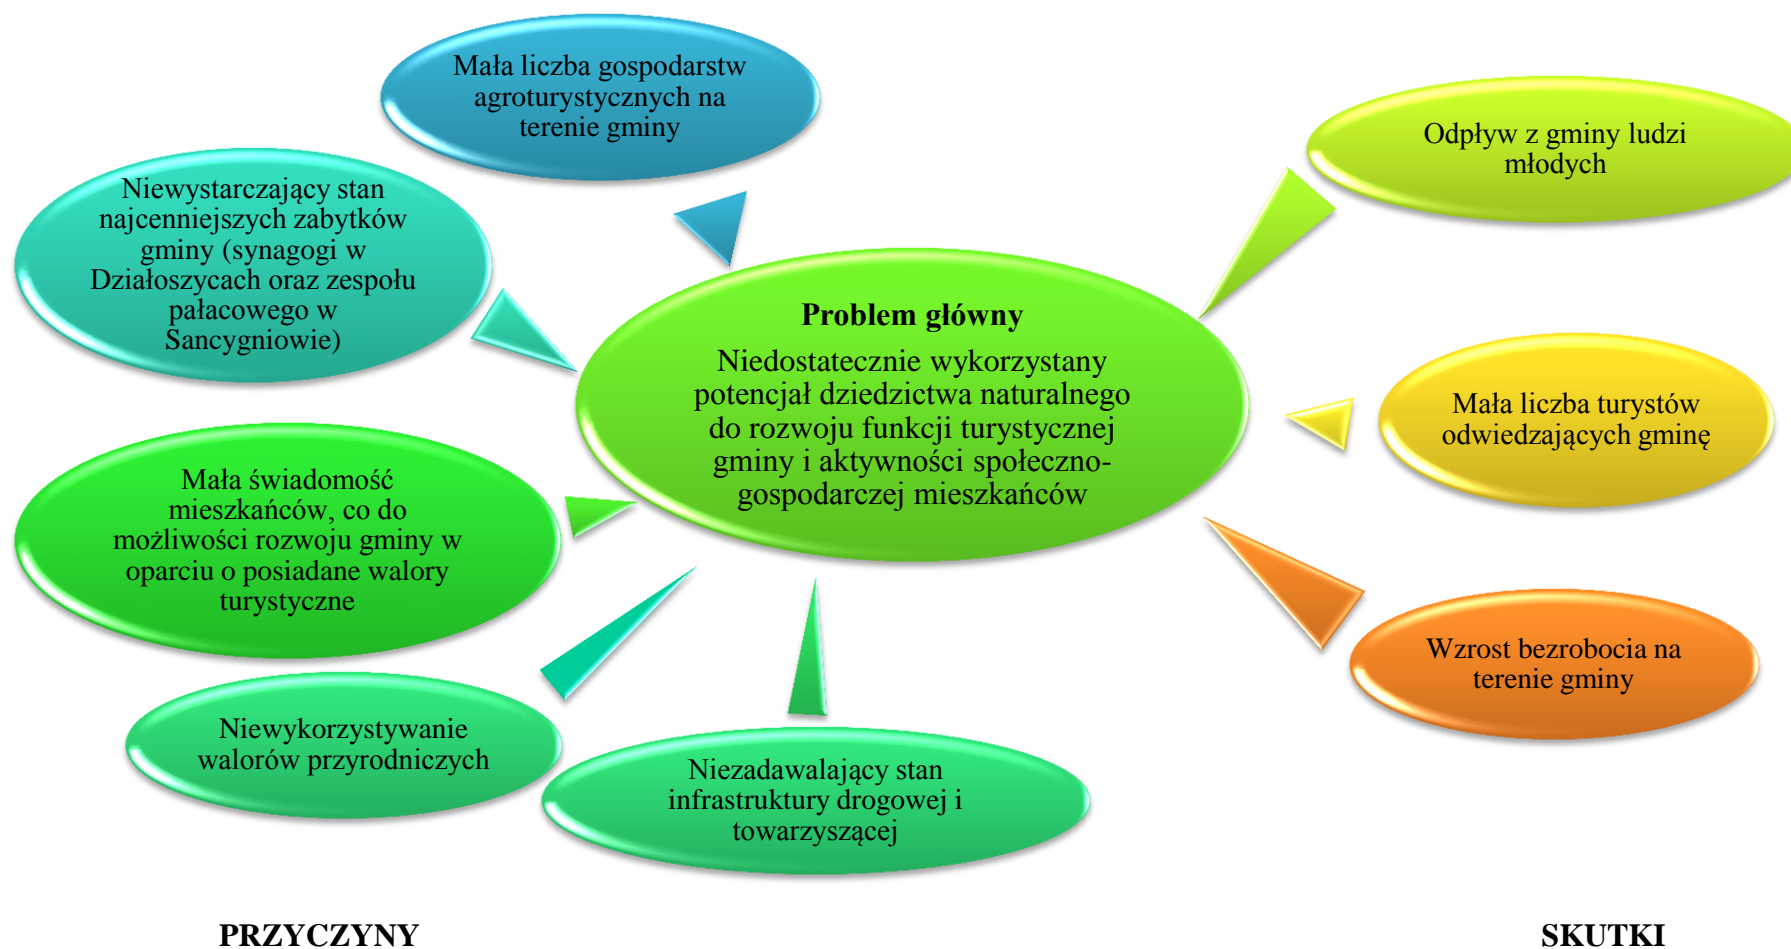 Mała liczba gospodarstw
agroturystycznych na
terenie gminy
Niewystarczający stan
najcenniejszych zabytków
gminy (synagogi w
Działoszycach oraz zespołu
pałacowego w
Sancygniowie)
Mała świadomość
mieszkańców, co do
możliwości rozwoju gminy w
oparciu o posiadane walory
turystyczne
Niewykorzystywanie
walorów przyrodniczych
Niezadawalający stan
infrastruktury drogowej i
towarzyszącej
Problem główny
Niedostatecznie wykorzystany
potencjał dziedzictwa naturalnego
do rozwoju funkcji turystycznej
gminy i aktywności społeczno-
gospodarczej mieszkańców
Odpływ z gminy ludzi
młodych
Mała liczba turystów
odwiedzających gminę
Wzrost bezrobocia na
terenie gminy
PRZYCZYNY
SKUTKI